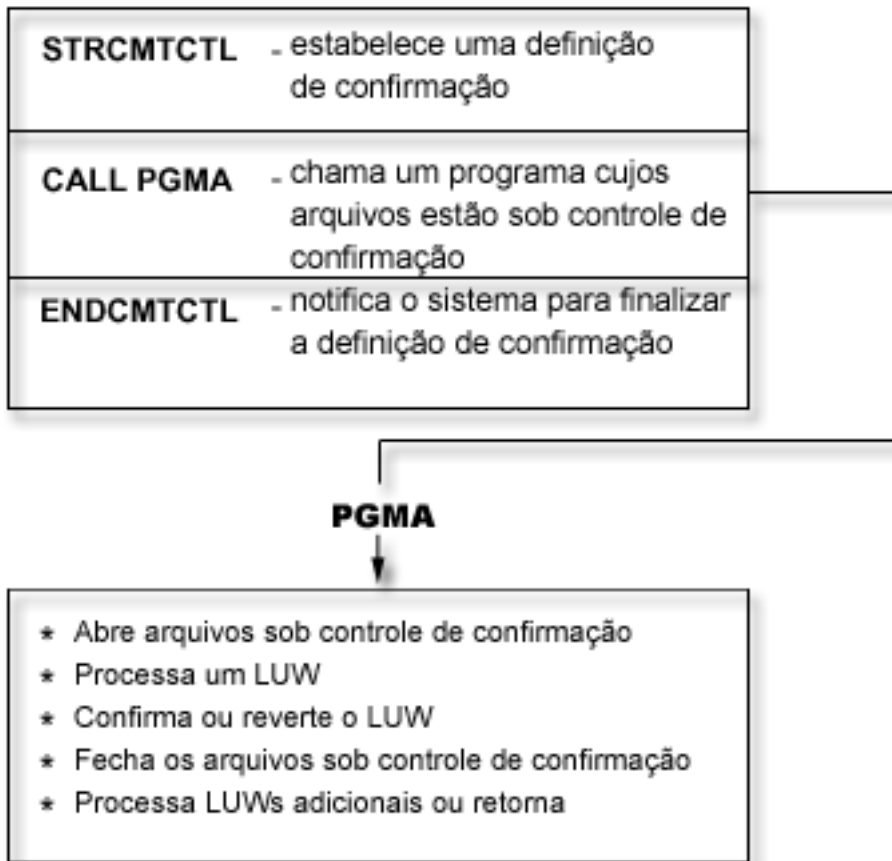 STRCMTCTL - estabelece uma definição
de confirmação
CALL PGMA - chama um programa cujos
arquivos estão sob controle de
confirmação
ENDCMTCTL - notifica o sistema para finalizar
a definição de confirmação
PGMA
* Abre arquivos sob controle de confirmação
* Processa um LUW
* Confirma ou reverte o LUW
* Fecha os arquivos sob controle de confirmação
* Processa LUWs adicionais ou retorna